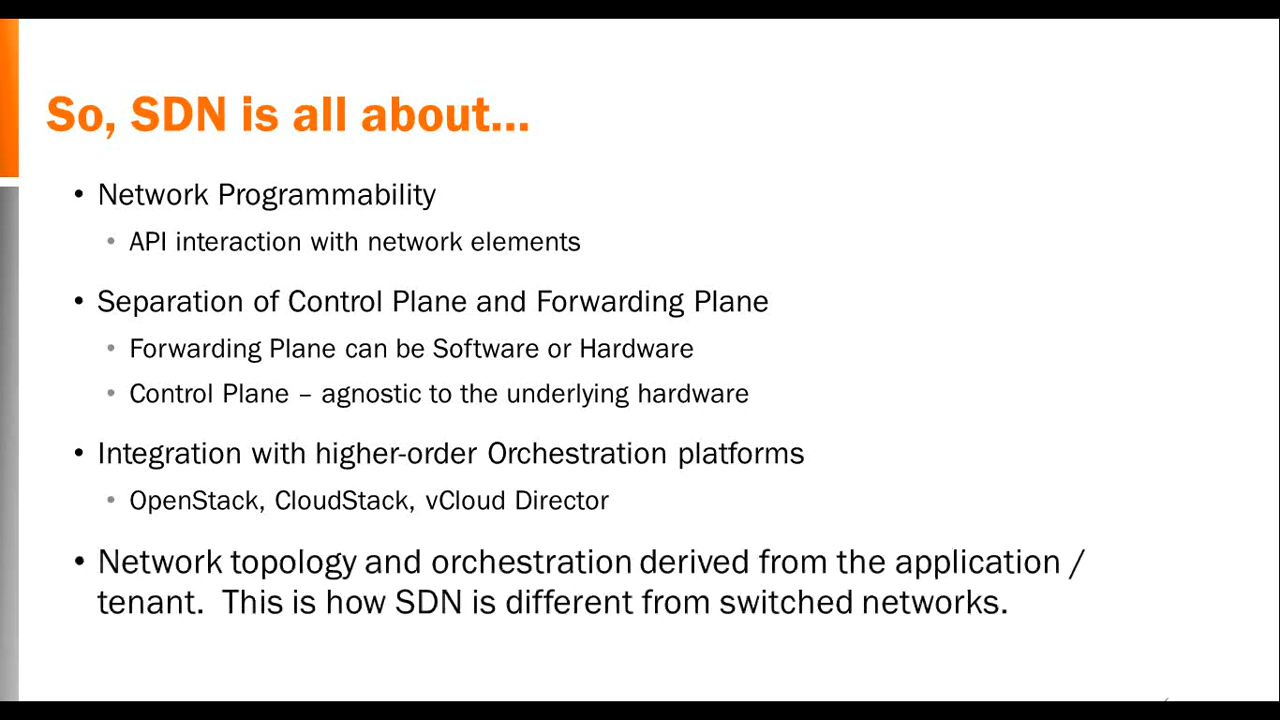 So, SDN is all about...
• Network Programmability
• API interaction with network elements
• Separation of Control Plane and Forwarding Plane
• Forwarding Plane can be Software or Hardware
• Control Plane – agnostic to the underlying hardware
• Integration with higher-order Orchestration platforms
• OpenStack, CloudStack, vCloud Director
• Network topology and orchestration derived from the application /
tenant.  This is how SDN is different from switched networks.